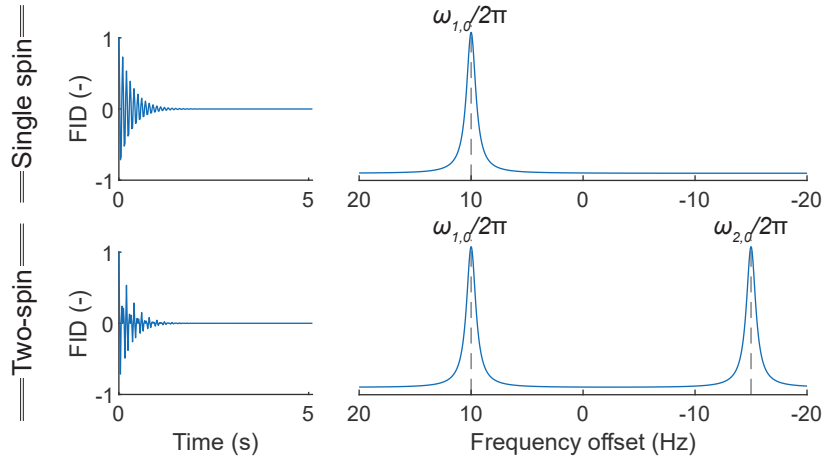 Single spin
FID (-)
1
0
-1
0
5
ω1,0/2π
20
10
0
-10
-20
Two-spin
FID (-)
1
0
-1
0
5
Time (s)
ω1,0/2π
ω2,0/2π
20
10
0
-10
-20
Frequency offset (Hz)